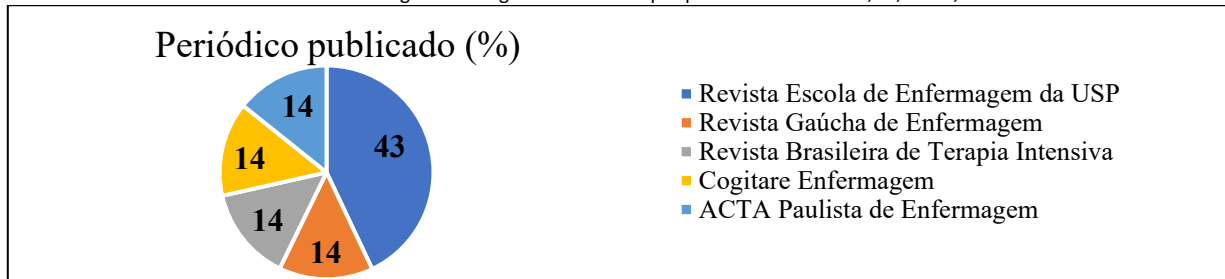 Periódico publicado (%)
14
43
14
14
14
Revista Escola de Enfermagem da USP
Revista Gaúcha de Enfermagem
Revista Brasileira de Terapia Intensiva
Cogitare Enfermagem
ACTA Paulista de Enfermagem